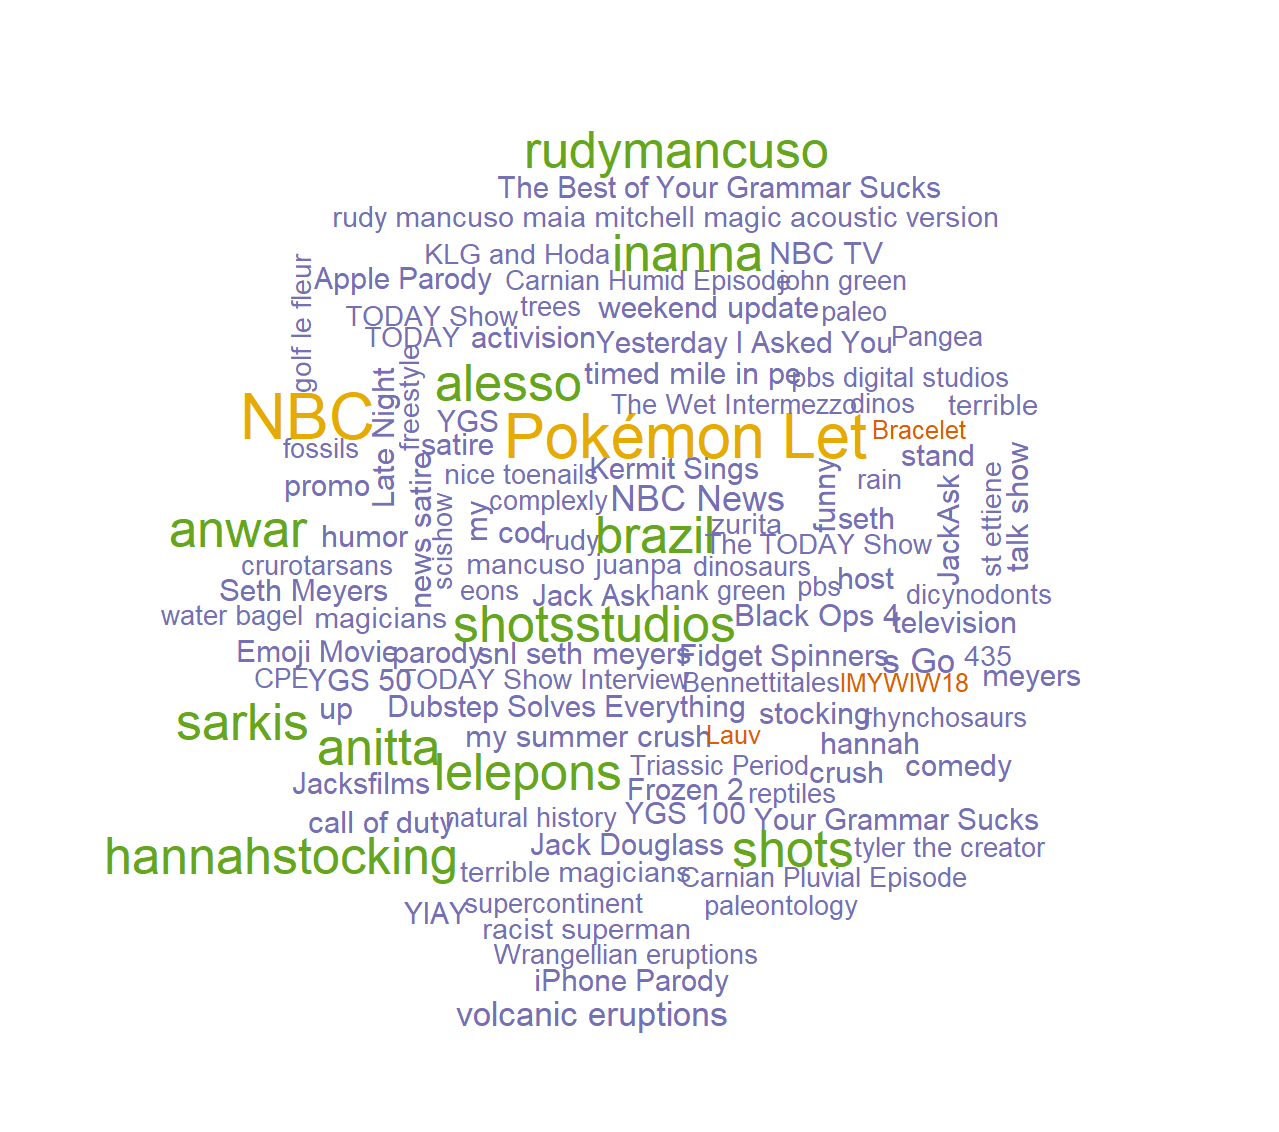 rudymancuso
The Best of Your Grammar Sucks
rudy mancuso maia mitchell magic acoustic version
KLG and Hoda
inanna
NBC TV
golf le fleur
Apple Parody
Carnian Humid Episode
john green
TODAY Show
trees
weekend update
paleo
TODAY
activision
Yesterday I Asked You
Pangea
freestyle
Late Night
alesso
timed mile in pe
pbs digital studios
NBC
YGS
The Wet Intermezzo
dinos
terrible
Pokémon Let
Bracelet
fossils
satire
stand
promo
news satire
nice toenails
Kermit Sings
funny
rain
talk show
scishow
my
complexly
NBC News
JackAsk
st ettiene
anwar
humor
cod
rudy
brazil
zurita
seth
The TODAY Show
crurotarsans
mancuso juanpa
dinosaurs
host
Seth Meyers
eons
Jack Ask
hank green
pbs
dicynodonts
water bagel
magicians
shotsstudios
Black Ops 4
television
Emoji Movie
parody
snl seth meyers
Fidget Spinners
s Go
435
CPE
YGS 50
TODAY Show Interview
Bennettitales
IMYWIW18
meyers
sarkis
up
Dubstep Solves Everything
stocking
rhynchosaurs
anitta
my summer crush
Lauv
hannah
Jacksfilms
lelepons
Triassic Period
crush
comedy
Frozen 2
reptiles
call of duty
natural history
YGS 100
Your Grammar Sucks
hannahstocking
Jack Douglass
shots
tyler the creator
terrible magicians
Carnian Pluvial Episode
YIAY
supercontinent
paleontology
racist superman
Wrangellian eruptions
iPhone Parody
volcanic eruptions